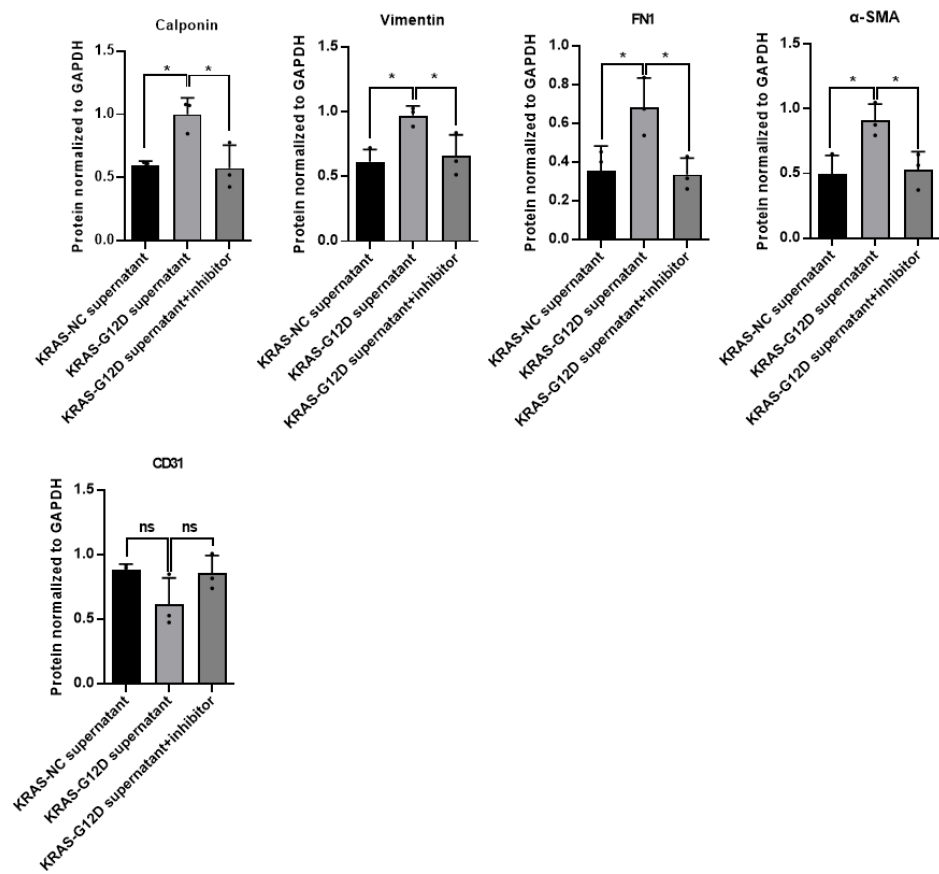 Calponin
Protein normalized to GAPDH
1.5
1.0
0.5
0.0
*
*
KRAS-NC supernatant
KRAS-G12D supernatant
KRAS-G12D supernatant+inhibitor
Vimentin
Protein normalized to GAPDH
1.5
1.0
0.5
0.0
*
*
KRAS-NC supernatant
KRAS-G12D supernatant
KRAS-G12D supernatant+inhibitor
FN1
Protein normalized to GAPDH
1.0
0.8
0.6
0.4
0.2
0.0
*
*
KRAS-NC supernatant
KRAS-G12D supernatant
KRAS-G12D supernatant+inhibitor
α-SMA
Protein normalized to GAPDH
1.5
1.0
0.5
0.0
*
*
KRAS-NC supernatant
KRAS-G12D supernatant
KRAS-G12D supernatant+inhibitor
CD31
Protein normalized to GAPDH
1.5
1.0
0.5
0.0
ns
ns
KRAS-NC supernatant
KRAS-G12D supernatant
KRAS-G12D supernatant+inhibitor